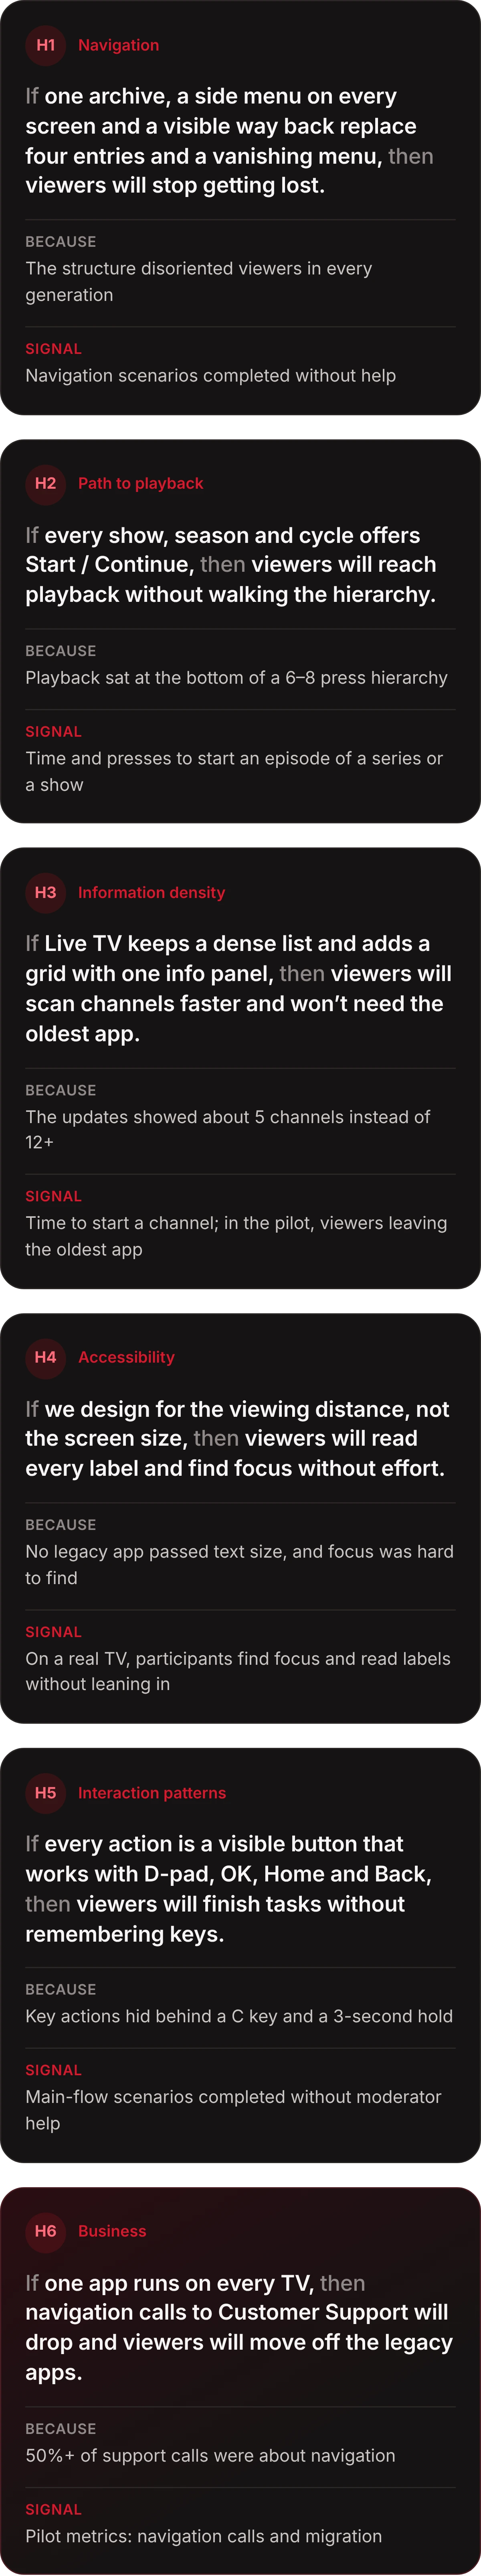 H1 Navigation
If one archive, a side menu on every
screen and a visible way back replace
four entries and a vanishing menu, then
viewers will stop getting lost.
BECAUSE
The structure disoriented viewers in every
generation
SIGNAL
Navigation scenarios completed without help
H2 Path to playback
If every show, season and cycle offers
Start / Continue, then viewers will reach
playback without walking the hierarchy.
BECAUSE
Playback sat at the bottom of a 6–8 press hierarchy
SIGNAL
Time and presses to start an episode of a series or
a show
H3 Information density
If Live TV keeps a dense list and adds a
grid with one info panel, then viewers will
scan channels faster and won’t need the
oldest app.
BECAUSE
The updates showed about 5 channels instead of
12+
SIGNAL
Time to start a channel; in the pilot, viewers leaving
the oldest app
H4 Accessibility
If we design for the viewing distance, not
the screen size, then viewers will read
every label and find focus without effort.
BECAUSE
No legacy app passed text size, and focus was hard
to find
SIGNAL
On a real TV, participants find focus and read labels
without leaning in
H5 Interaction patterns
If every action is a visible button that
works with D-pad, OK, Home and Back,
then viewers will finish tasks without
remembering keys.
BECAUSE
Key actions hid behind a C key and a 3-second hold
SIGNAL
Main-flow scenarios completed without moderator
help
H6 Business
If one app runs on every TV, then
navigation calls to Customer Support will
drop and viewers will move off the legacy
apps.
BECAUSE
50%+ of support calls were about navigation
SIGNAL
Pilot metrics: navigation calls and migration